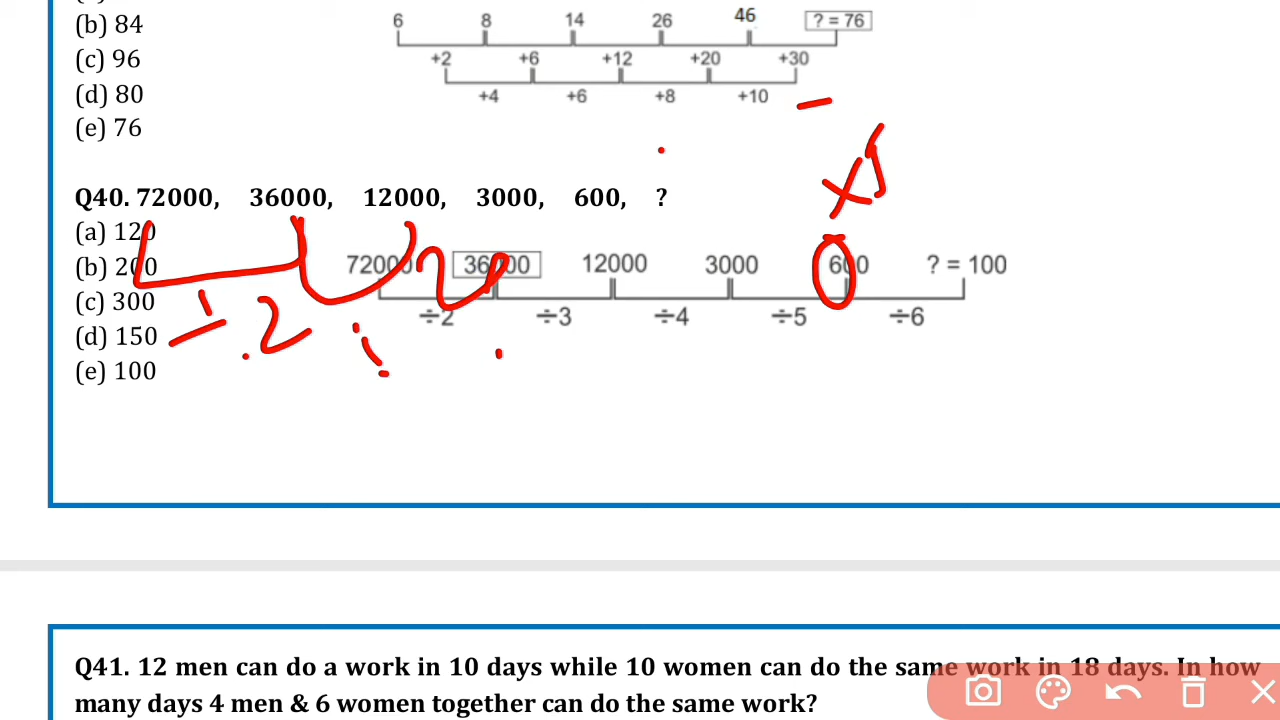 (b) 84
(c) 96
(d) 80
(e) 76
6 8 14 26 46 ? = 76
+2 +6 +12 +20 +30
+4 +6 +8 +10
Q40. 72000, 36000, 12000, 3000, 600, ?
(a) 120
(b) 200
(c) 300
(d) 150
(e) 100
72000 36000 12000 3000 600 ? = 100
÷2 ÷3 ÷4 ÷5 ÷6
2
Q41. 12 men can do a work in 10 days while 10 women can do the same work in 18 days. In how
many days 4 men & 6 women together can do the same work?